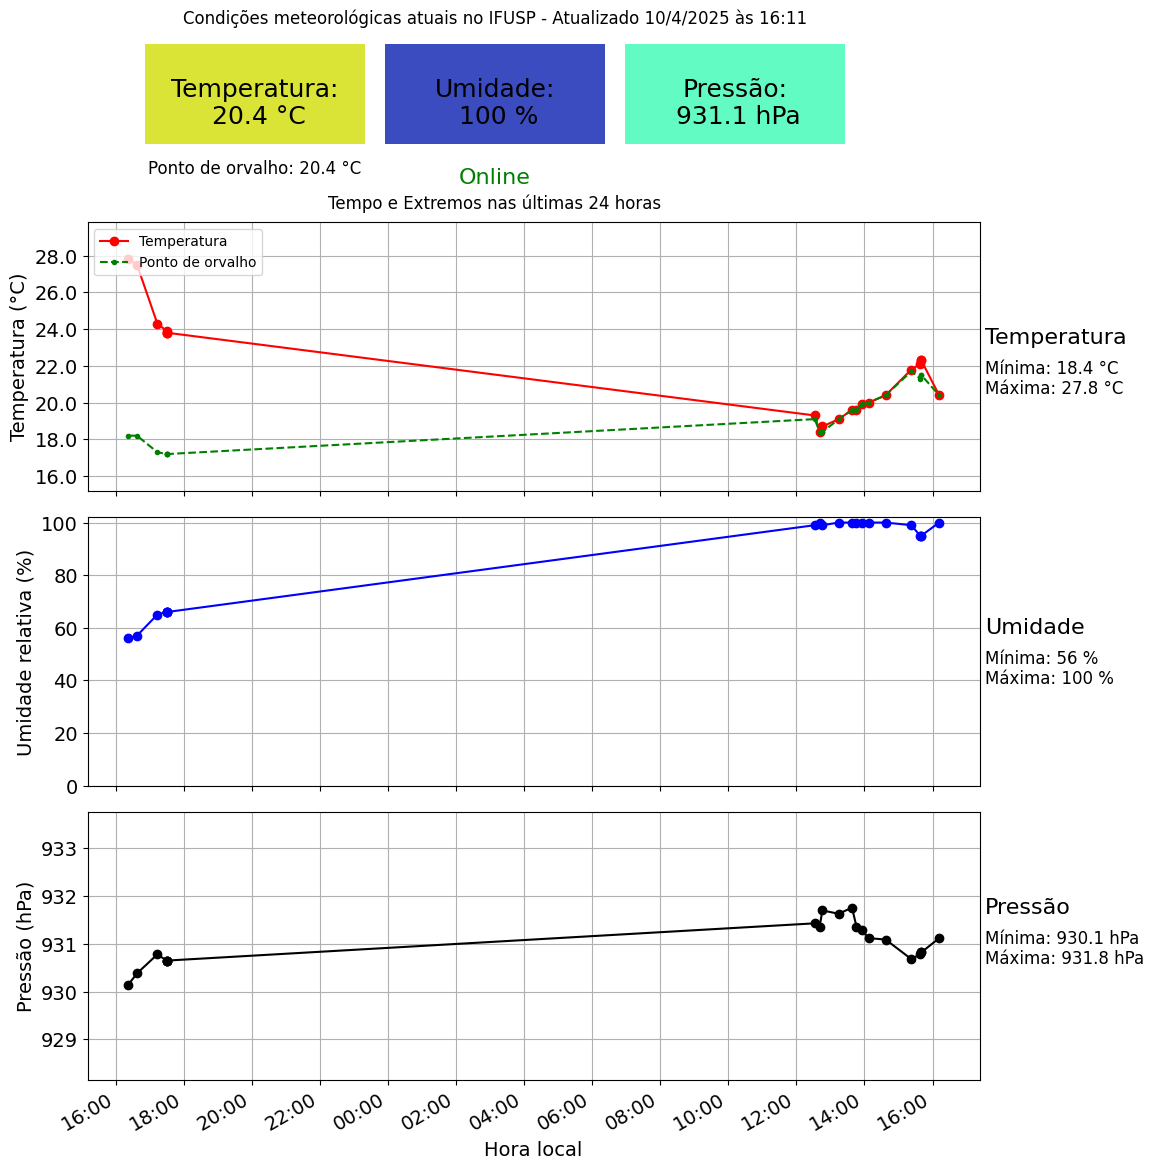 Condições meteorológicas atuais no IFUSP - Atualizado 10/4/2025 às 16:11
Temperatura:
20.4 °C
Umidade:
100 %
Pressão:
931.1 hPa
Ponto de orvalho: 20.4 °C
Online
Tempo e Extremos nas últimas 24 horas
Temperatura
Ponto de orvalho
Temperatura (°C)
28.0
26.0
24.0
22.0
20.0
18.0
16.0
Temperatura
Mínima: 18.4 °C
Máxima: 27.8 °C
Umidade relativa (%)
100
80
60
40
20
0
Umidade
Mínima: 56 %
Máxima: 100 %
Pressão (hPa)
933
932
931
930
929
Pressão
Mínima: 930.1 hPa
Máxima: 931.8 hPa
16:00
18:00
20:00
22:00
00:00
02:00
04:00
06:00
08:00
10:00
12:00
14:00
16:00
Hora local